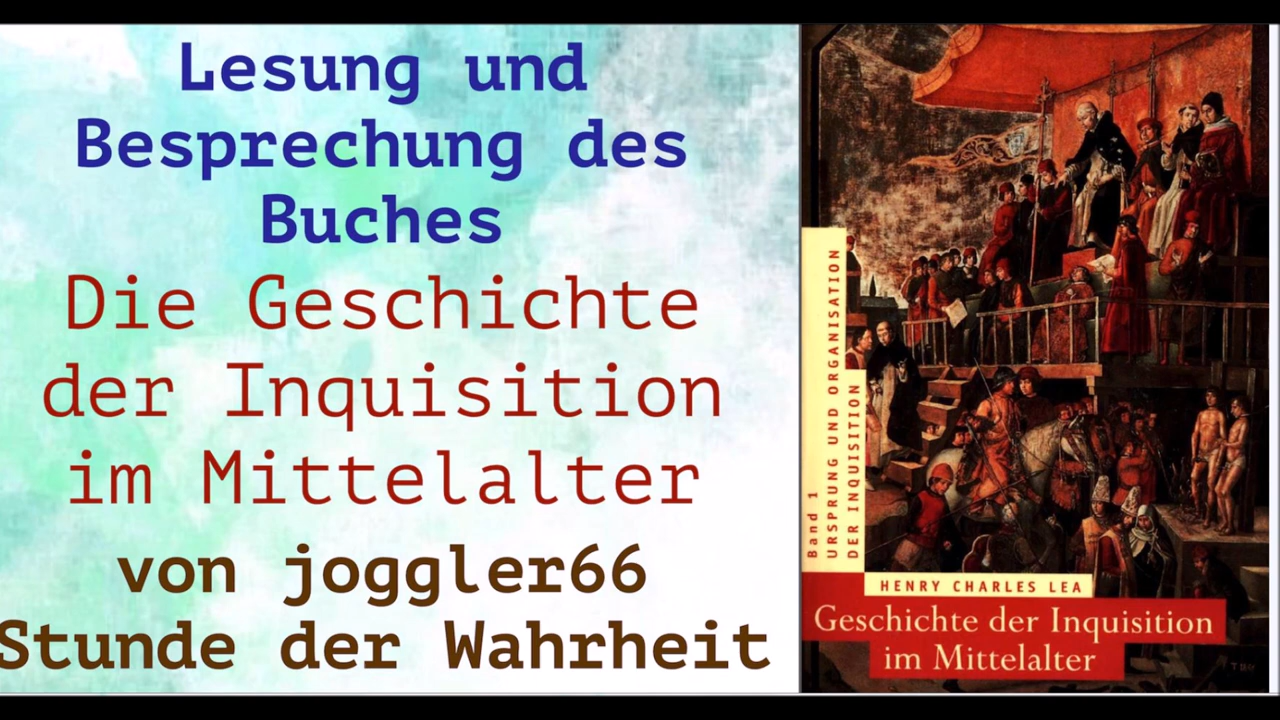 Lesung und
Besprechung des
Buches
Die Geschichte
der Inquisition
im Mittelalter
von joggler66
Stunde der Wahrheit
Band 1
URSPRUNG UND ORGANISATION
DER INQUISITION
HENRY CHARLES LEA
Geschichte der Inquisition
im Mittelalter